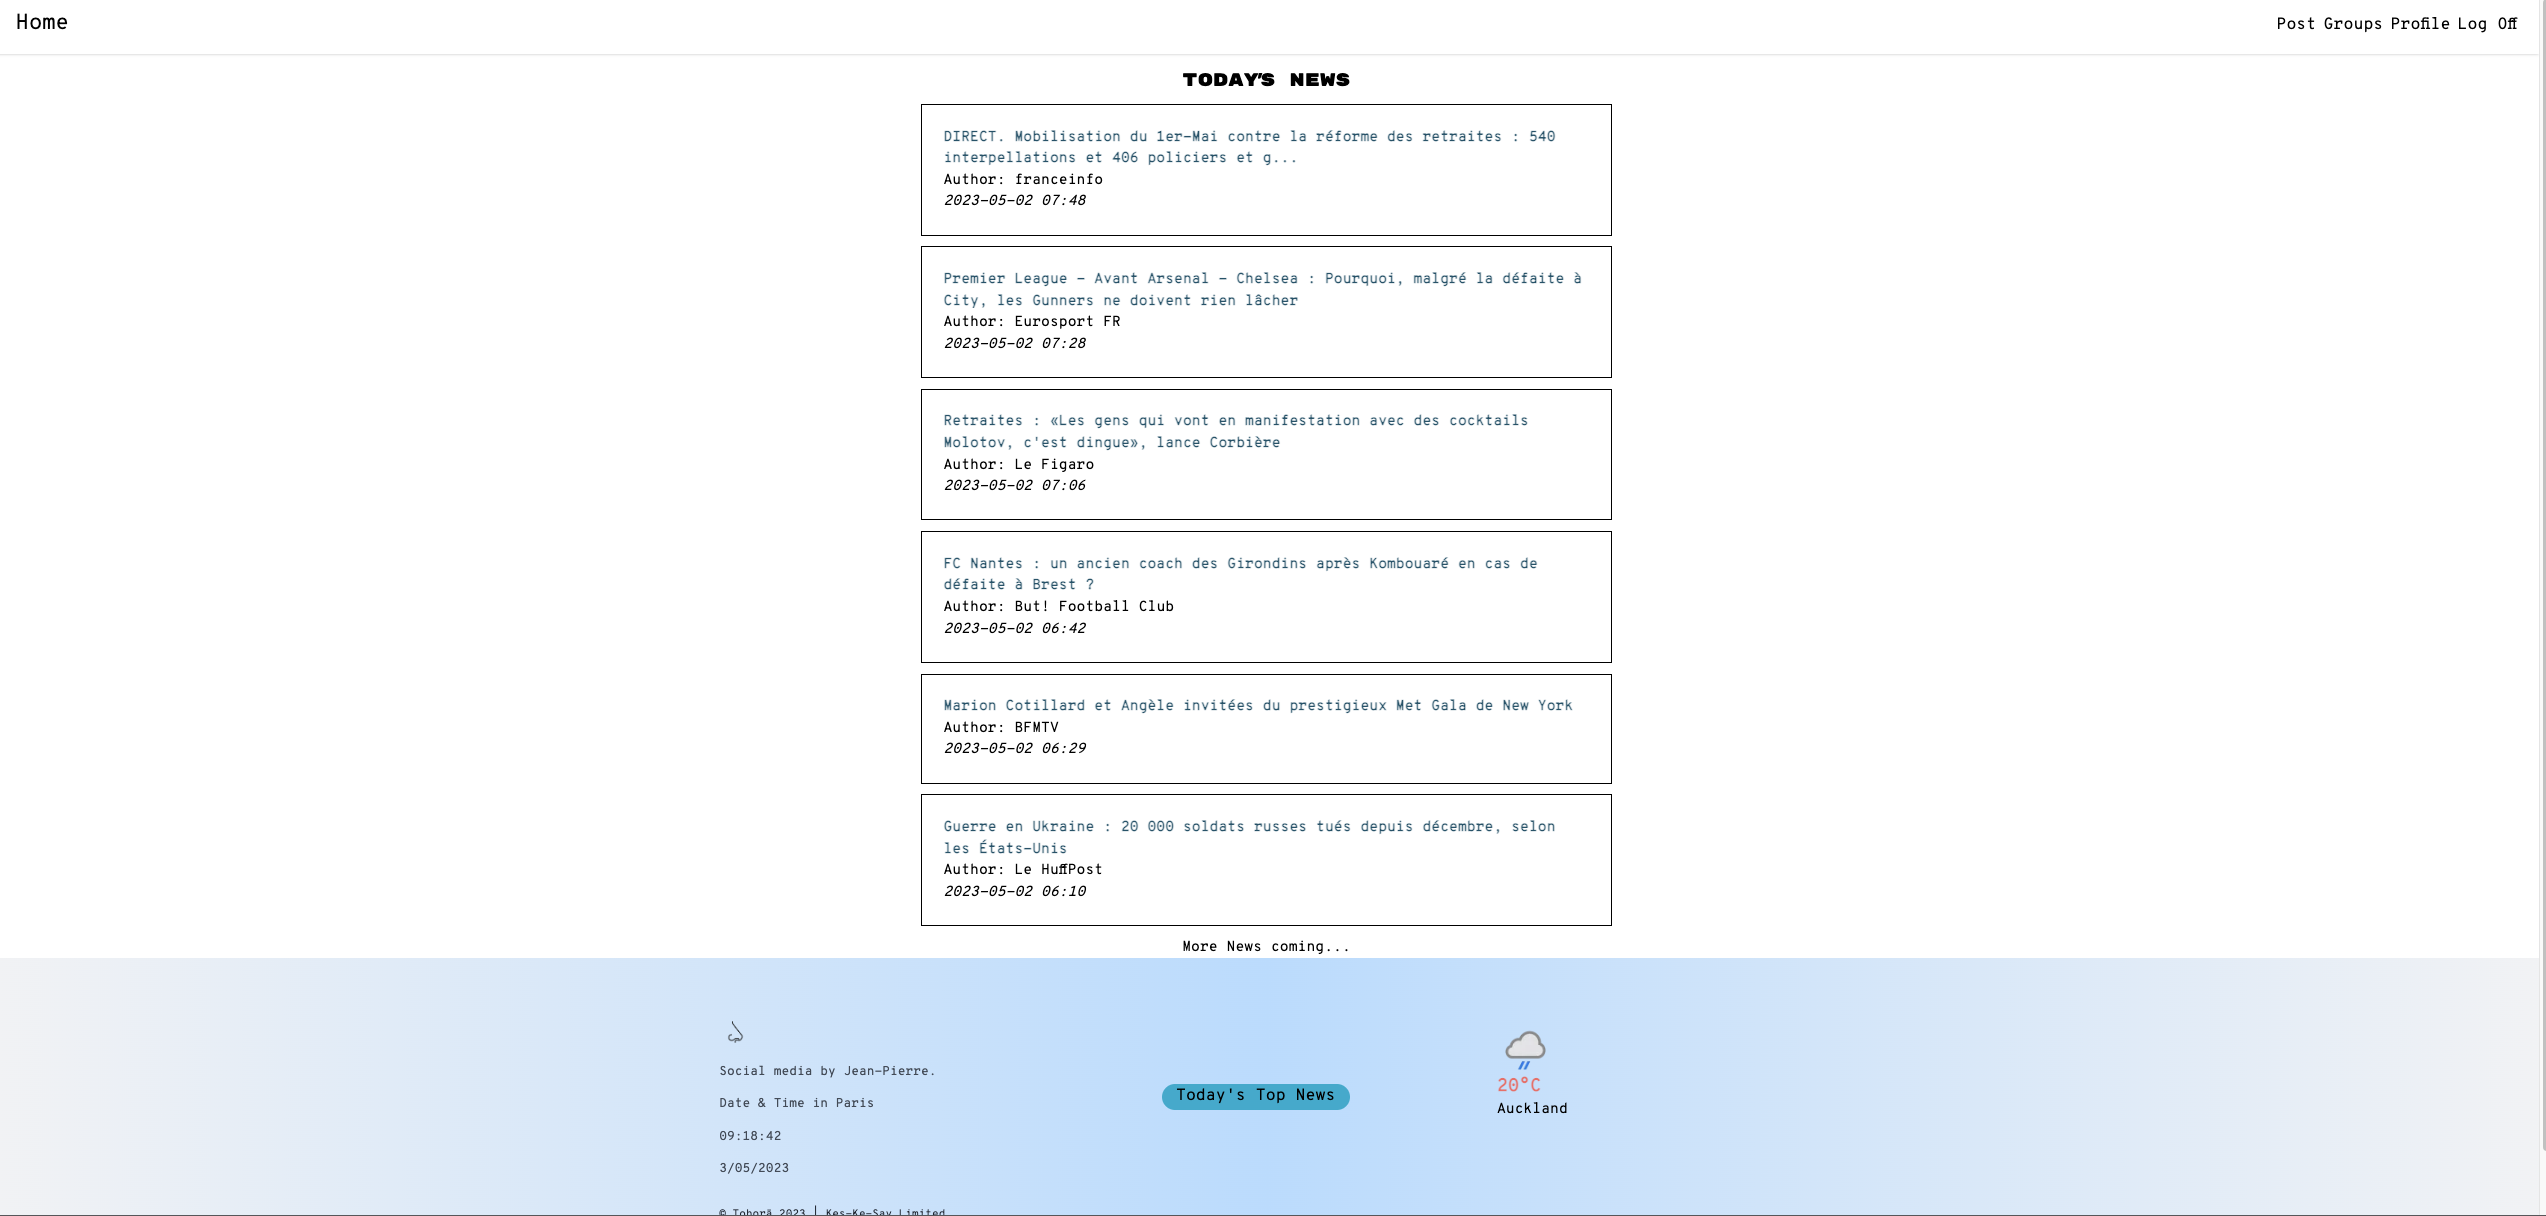 Home
Post Groups Profile Log Off
TODAY'S NEWS
DIRECT. Mobilisation du 1er-Mai contre la réforme des retraites : 540
interpellations et 406 policiers et g...
Author: franceinfo
2023-05-02 07:48
Premier League - Avant Arsenal - Chelsea : Pourquoi, malgré la défaite à
City, les Gunners ne doivent rien lâcher
Author: Eurosport FR
2023-05-02 07:28
Retraites : «Les gens qui vont en manifestation avec des cocktails
Molotov, c'est dingue», lance Corbière
Author: Le Figaro
2023-05-02 07:06
FC Nantes : un ancien coach des Girondins après Kombouaré en cas de
défaite à Brest ?
Author: But! Football Club
2023-05-02 06:42
Marion Cotillard et Angèle invitées du prestigieux Met Gala de New York
Author: BFMTV
2023-05-02 06:29
Guerre en Ukraine : 20 000 soldats russes tués depuis décembre, selon
les États-Unis
Author: Le HuffPost
2023-05-02 06:10
More News coming...
Social media by Jean-Pierre.
Date & Time in Paris
09:18:42
3/05/2023
© Tohorā 2023 | Kes-Ke-Say Limited
Today's Top News
20°C
Auckland